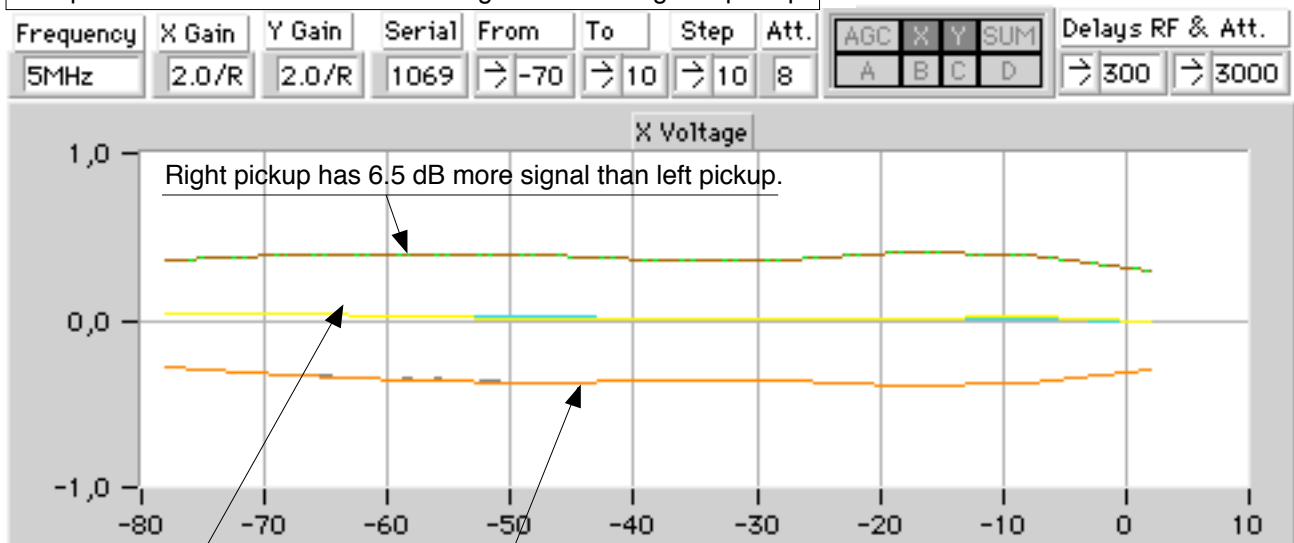 Frequency X Gain Y Gain Serial From To Step Att. AGC X Y SUM Delays RF & Att.
5MHz 2.0/R 2.0/R 1069 -70 10 10 8 A B C D 300 3000
X Voltage
1,0
Right pickup has 6.5 dB more signal than left pickup.
0,0
-1,0
-80 -70 -60 -50 -40 -30 -20 -10 0 10